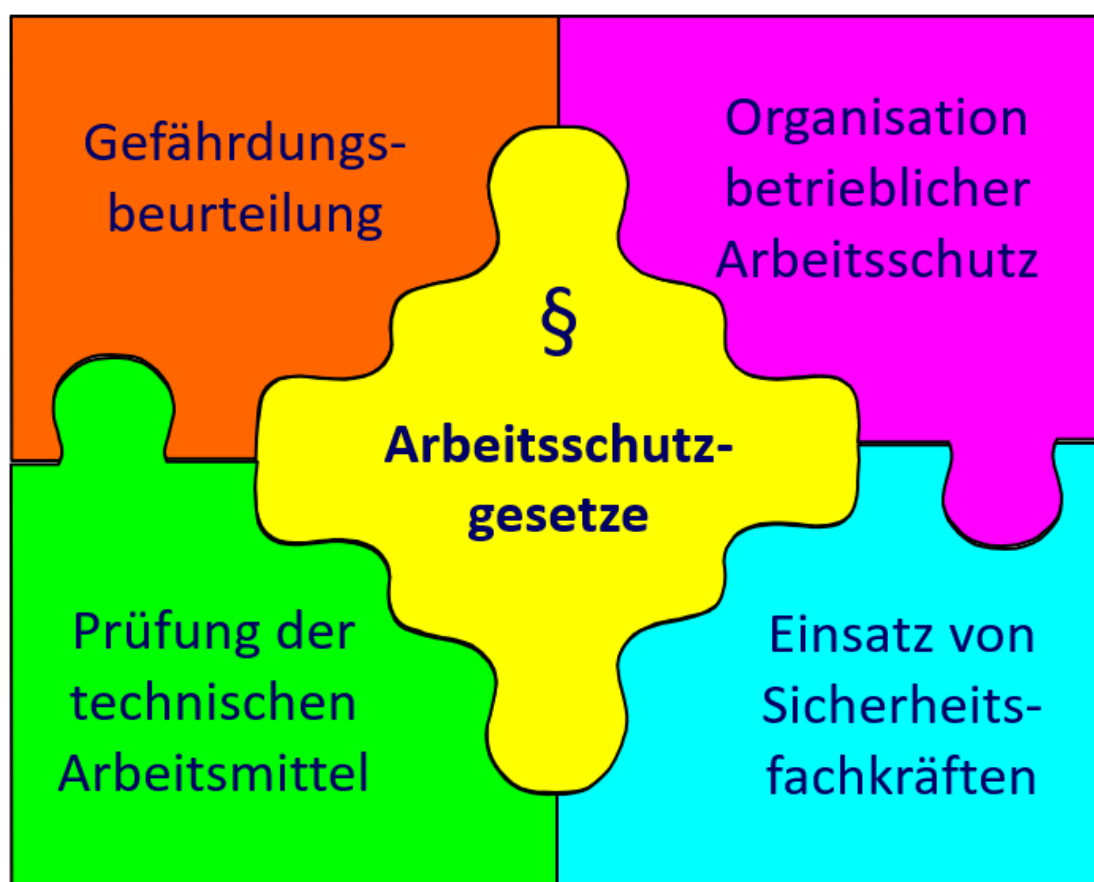 Gefährdungs-
beurteilung
Organisation
betrieblicher
Arbeitsschutz
§
Arbeitsschutz-
gesetze
Prüfung der
technischen
Arbeitsmittel
Einsatz von
Sicherheits-
fachkräften